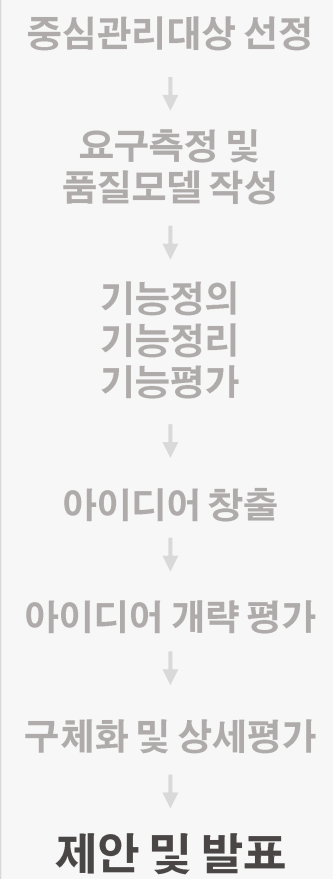 중심관리대상 선정
요구측정 및
품질모델 작성
기능정의
기능정리
기능평가
아이디어 창출
아이디어 개략 평가
구체화 및 상세평가
제안 및 발표